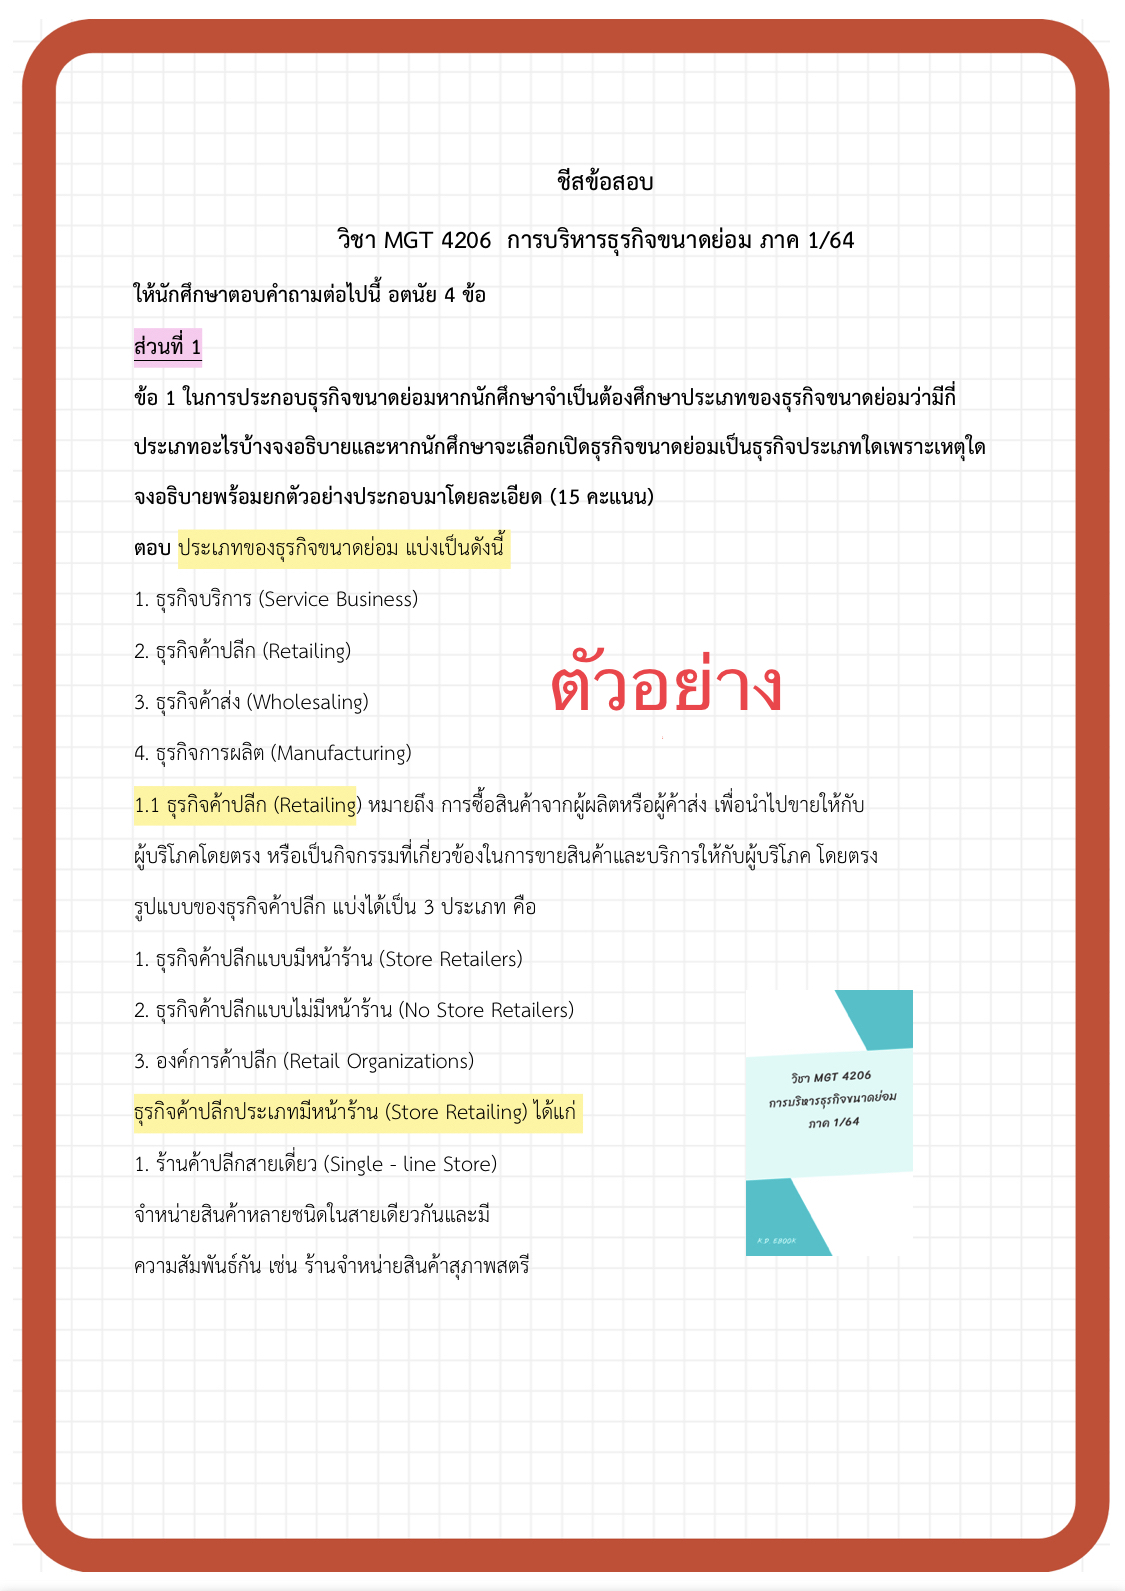 ชีสข้อสอบ
วิชา MGT 4206 การบริหารธุรกิจขนาดย่อม ภาค 1/64
ให้นักศึกษาตอบคำถามต่อไปนี้ อตนัย 4 ข้อ
ส่วนที่ 1
ข้อ 1 ในการประกอบธุรกิจขนาดย่อมหากนักศึกษาจำเป็นต้องศึกษาประเภทของธุรกิจขนาดย่อมว่ามีกี่
ประเภทอะไรบ้างจงอธิบายและหากนักศึกษาจะเลือกเปิดธุรกิจขนาดย่อมเป็นธุรกิจประเภทใดเพราะเหตุใด
จงอธิบายพร้อมยกตัวอย่างประกอบมาโดยละเอียด (15 คะแนน)
ตอบ ประเภทของธุรกิจขนาดย่อม แบ่งเป็นดังนี้
1. ธุรกิจบริการ (Service Business)
2. ธุรกิจค้าปลีก (Retailing)
3. ธุรกิจค้าส่ง (Wholesaling)
4. ธุรกิจการผลิต (Manufacturing)
ตัวอย่าง
1.1 ธุรกิจค้าปลีก (Retailing) หมายถึง การซื้อสินค้าจากผู้ผลิตหรือผู้ค้าส่ง เพื่อนำไปขายให้กับ
ผู้บริโภคโดยตรง หรือเป็นกิจกรรมที่เกี่ยวข้องในการขายสินค้าและบริการให้กับผู้บริโภค โดยตรง
รูปแบบของธุรกิจค้าปลีก แบ่งได้เป็น 3 ประเภท คือ
1. ธุรกิจค้าปลีกแบบมีหน้าร้าน (Store Retailers)
2. ธุรกิจค้าปลีกแบบไม่มีหน้าร้าน (No Store Retailers)
3. องค์การค้าปลีก (Retail Organizations)
ธุรกิจค้าปลีกประเภทมีหน้าร้าน (Store Retailing) ได้แก่
1. ร้านค้าปลีกสายเดี่ยว (Single - line Store)
จำหน่ายสินค้าหลายชนิดในสายเดียวกันและมี
ความสัมพันธ์กัน เช่น ร้านจำหน่ายสินค้าสุภาพสตรี
วิชา MGT 4206
การบริหารธุรกิจขนาดย่อม
ภาค 1/64
K.D. EBOOK